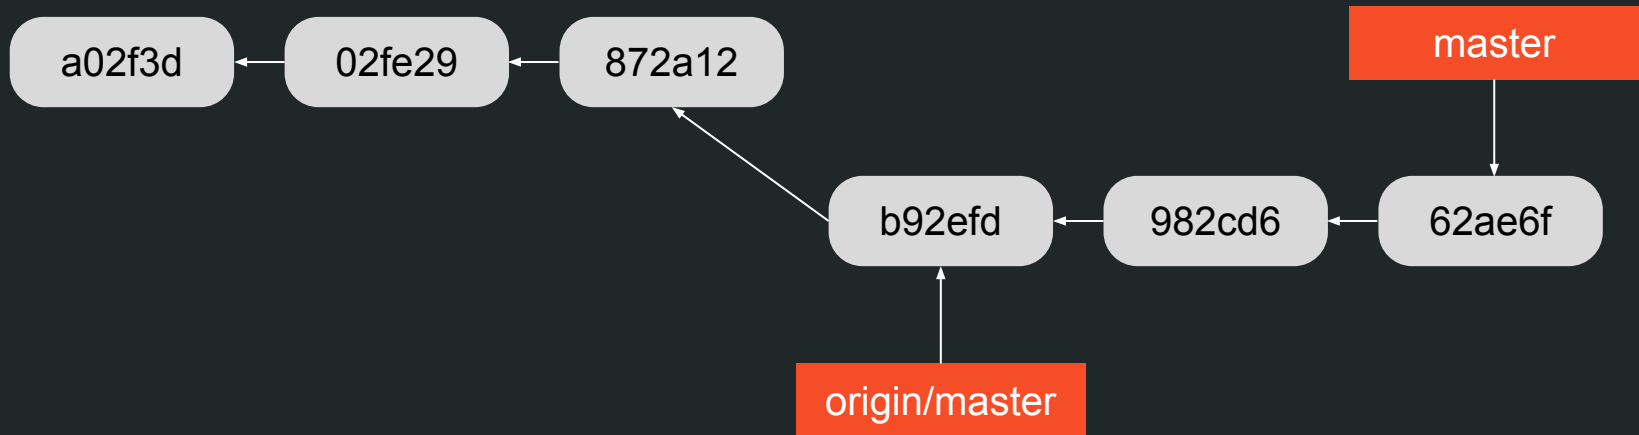 a02f3d
02fe29
872a12
master
b92efd
982cd6
62ae6f
origin/master